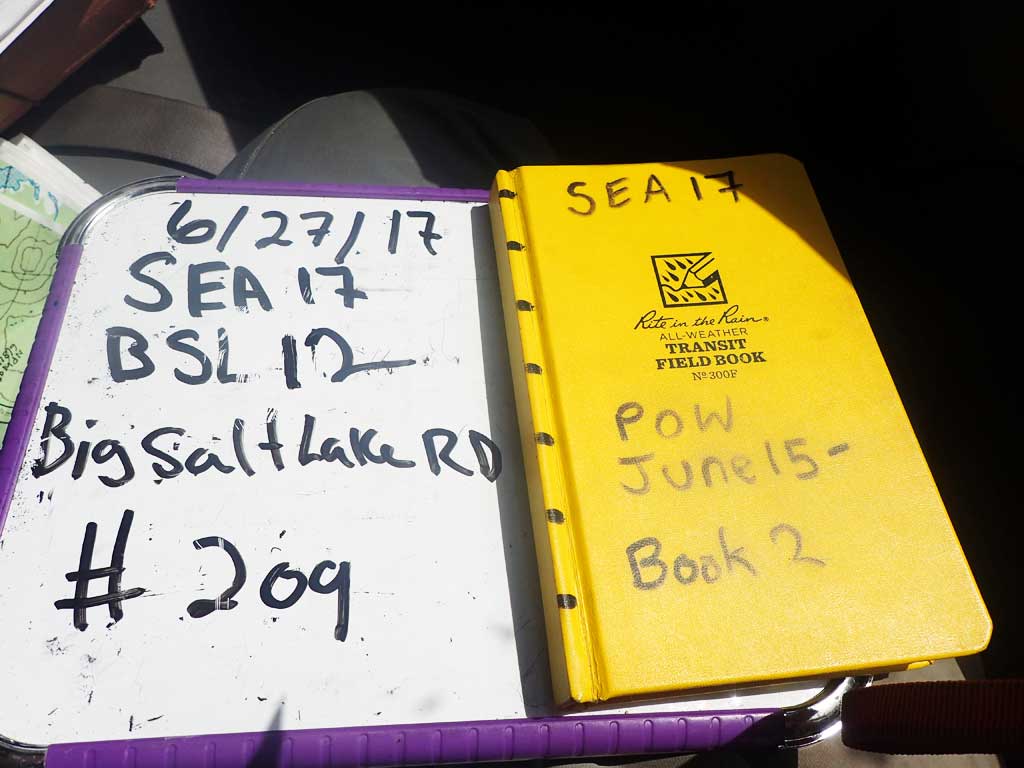 6/27/17
SEA 17
BSL 12
Big Salt Lake RD
# 209
SEA 17
Rite in the Rain®
ALL-WEATHER
TRANSIT
FIELD BOOK
Nº 300F
POW
June 15-
Book 2